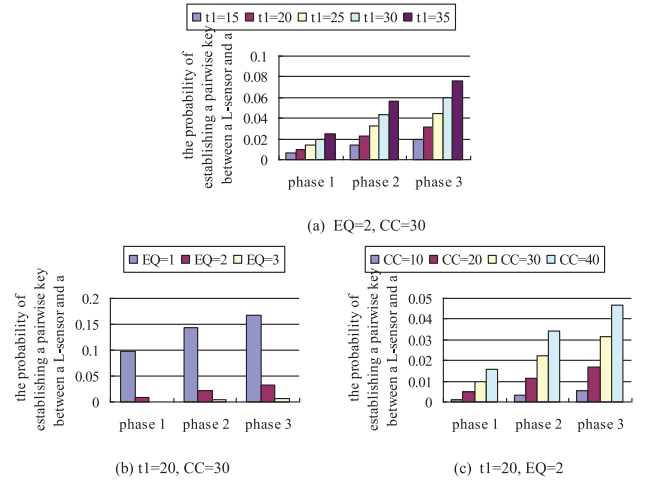 t1=15 t1=20 t1=25 t1=30 t1=35
the probability of
establishing a pairwise key
between a L-sensor and a
0.1
0.08
0.06
0.04
0.02
0
phase 1 phase 2 phase 3
(a) EQ=2, CC=30
EQ=1 EQ=2 EQ=3
the probability of
establishing a pairwise key
between a L-sensor and a
0.2
0.15
0.1
0.05
0
phase 1 phase 2 phase 3
(b) t1=20, CC=30
CC=10 CC=20 CC=30 CC=40
the probability of
establishing a pairwise key
between a L-sensor and a
0.05
0.04
0.03
0.02
0.01
0
phase 1 phase 2 phase 3
(c) t1=20, EQ=2